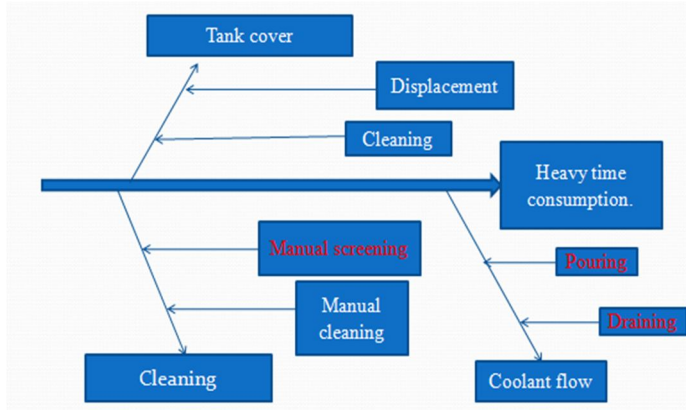 Tank cover
Displacement
Cleaning
Heavy time
consumption.
Manual screening
Pouring
Manual
cleaning
Draining
Cleaning
Coolant flow